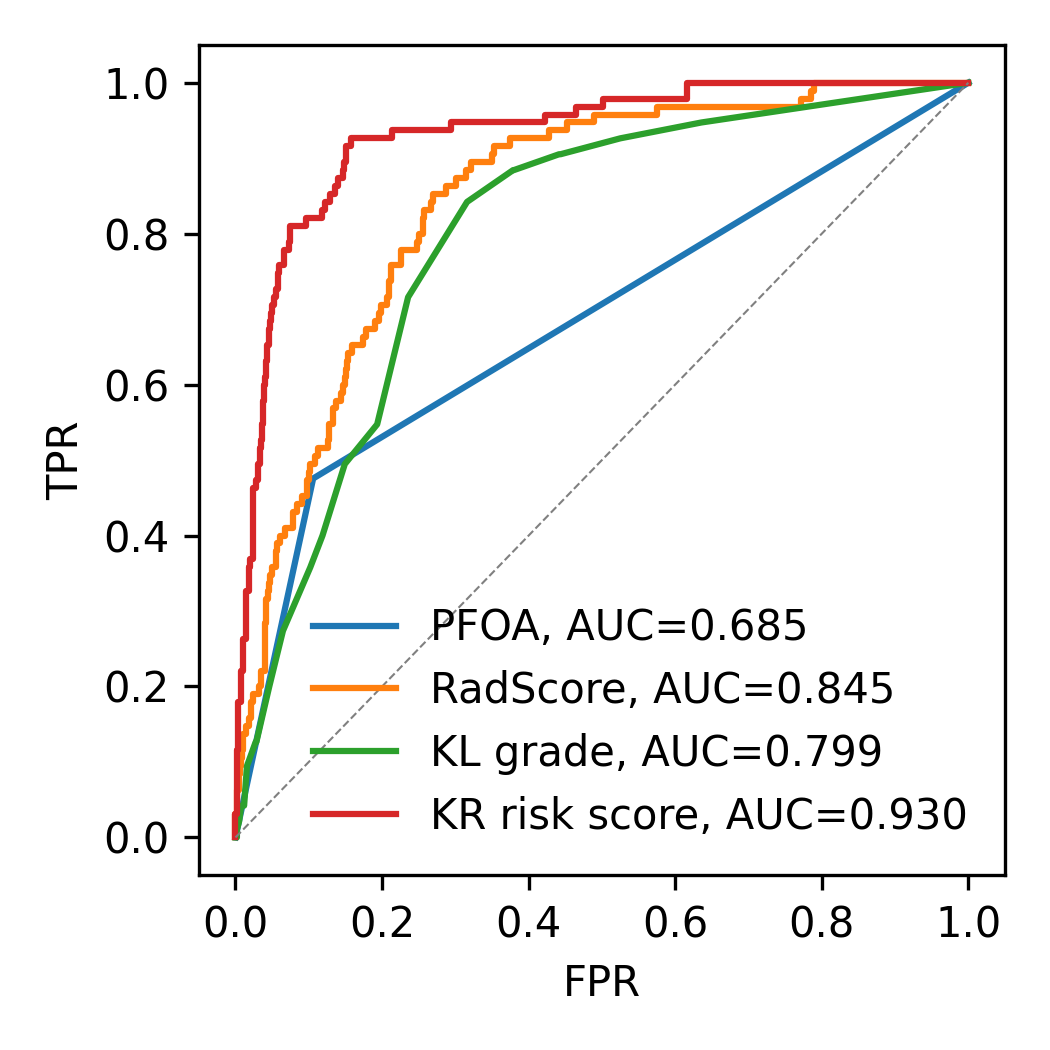 1.0
0.8
0.6
0.4
0.2
0.0
TPR
PFOA, AUC=0.685
RadScore, AUC=0.845
KL grade, AUC=0.799
KR risk score, AUC=0.930
0.0 0.2 0.4 0.6 0.8 1.0
FPR